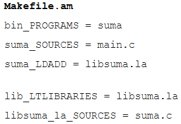 Makefile.am
bin_PROGRAMS = suma
suma_SOURCES = main.c
suma_LDADD = libsuma.la
lib_LTLIBRARIES = libsuma.la
libsuma_la_SOURCES = suma.c